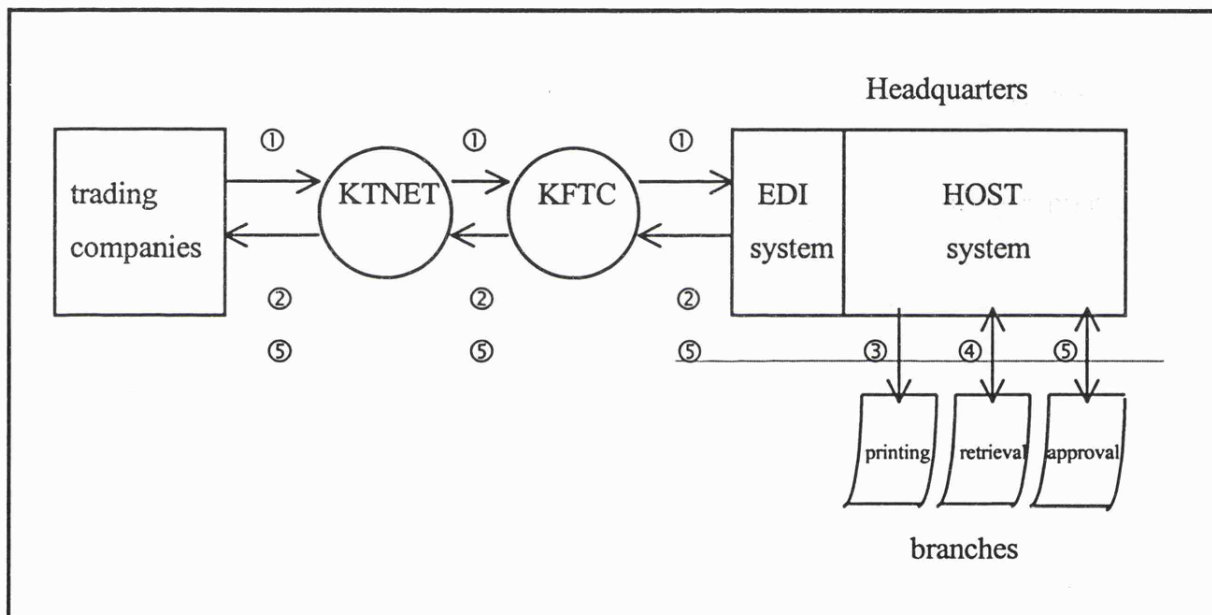 Headquarters
① ① ①
trading
companies
KTNET
KFTC
EDI
system
HOST
system
② ② ②
⑤ ⑤ ⑤
③ ④ ⑤
printing
retrieval
approval
branches